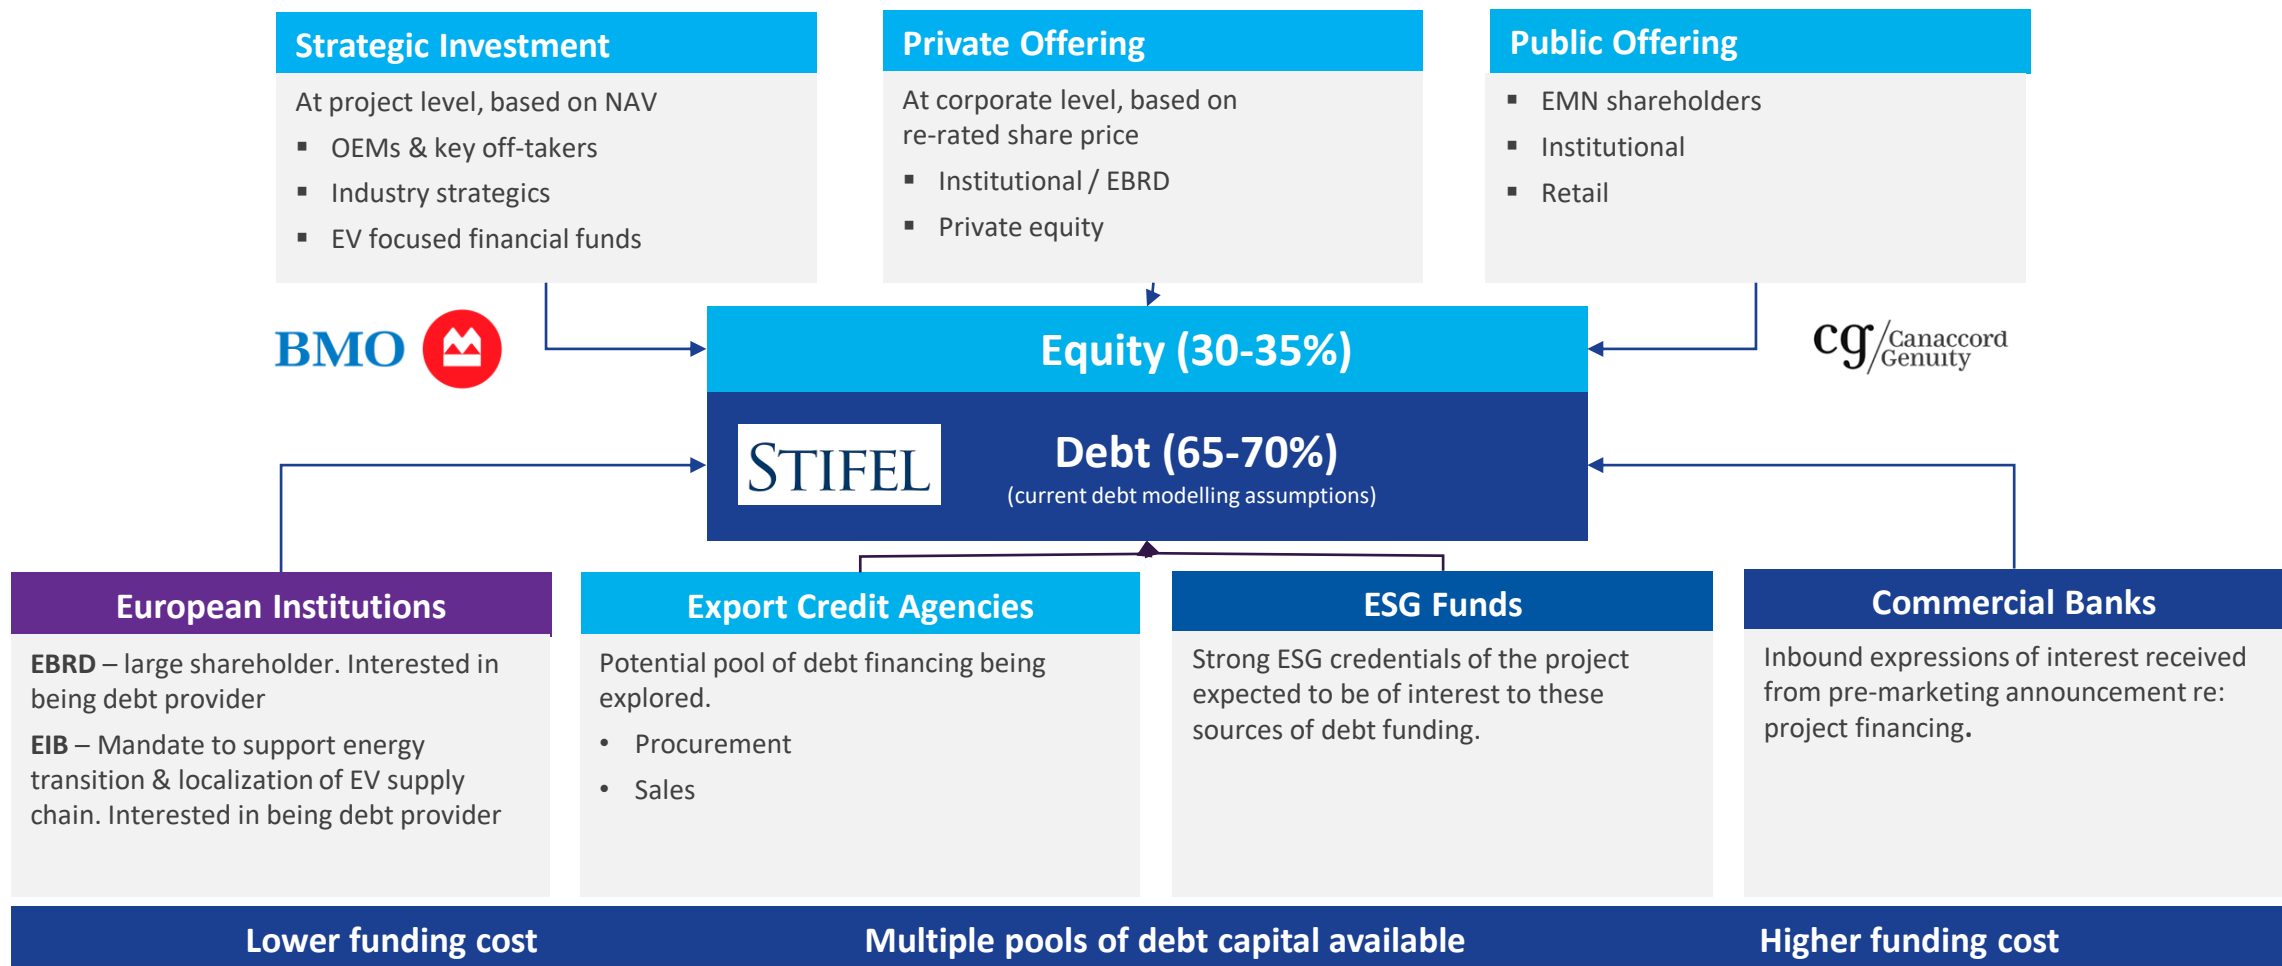 Strategic Investment
At project level, based on NAV
▪ OEMs & key off-takers
▪ Industry strategics
▪ EV focused financial funds
Private Offering
At corporate level, based on
re-rated share price
▪ Institutional / EBRD
▪ Private equity
Public Offering
▪ EMN shareholders
▪ Institutional
▪ Retail
BMO
Equity (30-35%)
cg/Canaccord
Genuity
STIFEL
Debt (65-70%)
(current debt modelling assumptions)
European Institutions
EBRD – large shareholder. Interested in
being debt provider
EIB – Mandate to support energy
transition & localization of EV supply
chain. Interested in being debt provider
Export Credit Agencies
Potential pool of debt financing being
explored.
• Procurement
• Sales
ESG Funds
Strong ESG credentials of the project
expected to be of interest to these
sources of debt funding.
Commercial Banks
Inbound expressions of interest received
from pre-marketing announcement re:
project financing.
Lower funding cost
Multiple pools of debt capital available
Higher funding cost